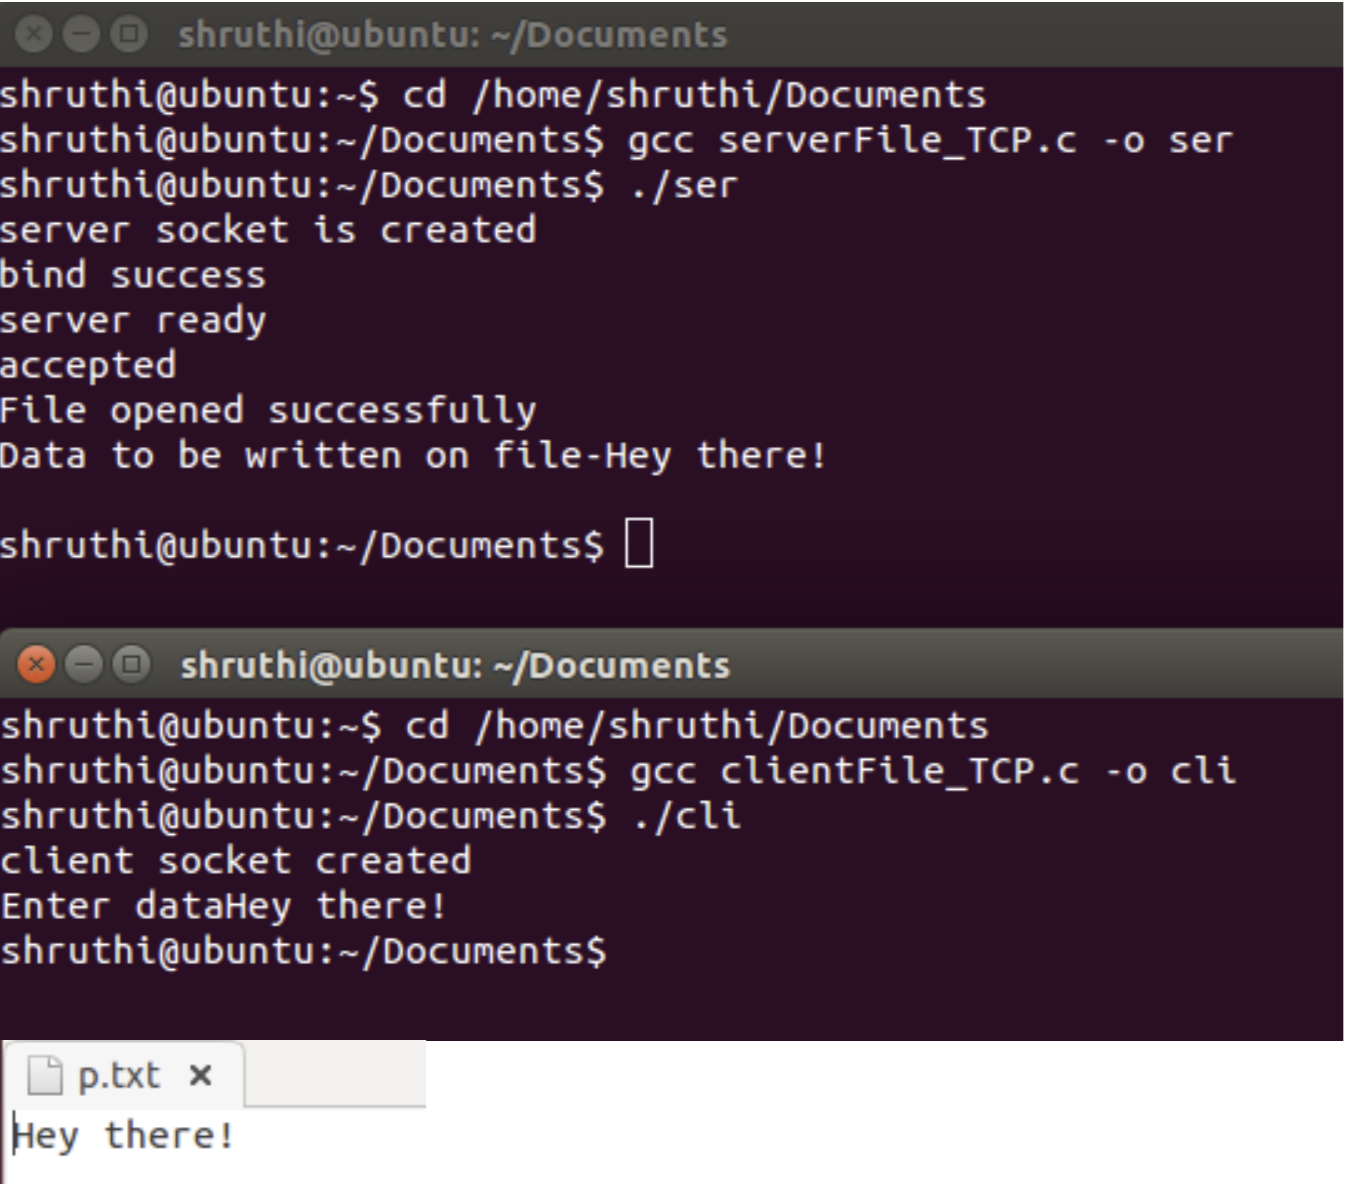 shruthi@ubuntu: ~/Documents
shruthi@ubuntu:~$ cd /home/shruthi/Documents
shruthi@ubuntu:~/Documents$ gcc serverFile_TCP.c -o ser
shruthi@ubuntu:~/Documents$ ./ser
server socket is created
bind success
server ready
accepted
File opened successfully
Data to be written on file-Hey there!
shruthi@ubuntu:~/Documents$
shruthi@ubuntu: ~/Documents
shruthi@ubuntu:~$ cd /home/shruthi/Documents
shruthi@ubuntu:~/Documents$ gcc clientFile_TCP.c -o cli
shruthi@ubuntu:~/Documents$ ./cli
client socket created
Enter dataHey there!
shruthi@ubuntu:~/Documents$
p.txt
Hey there!